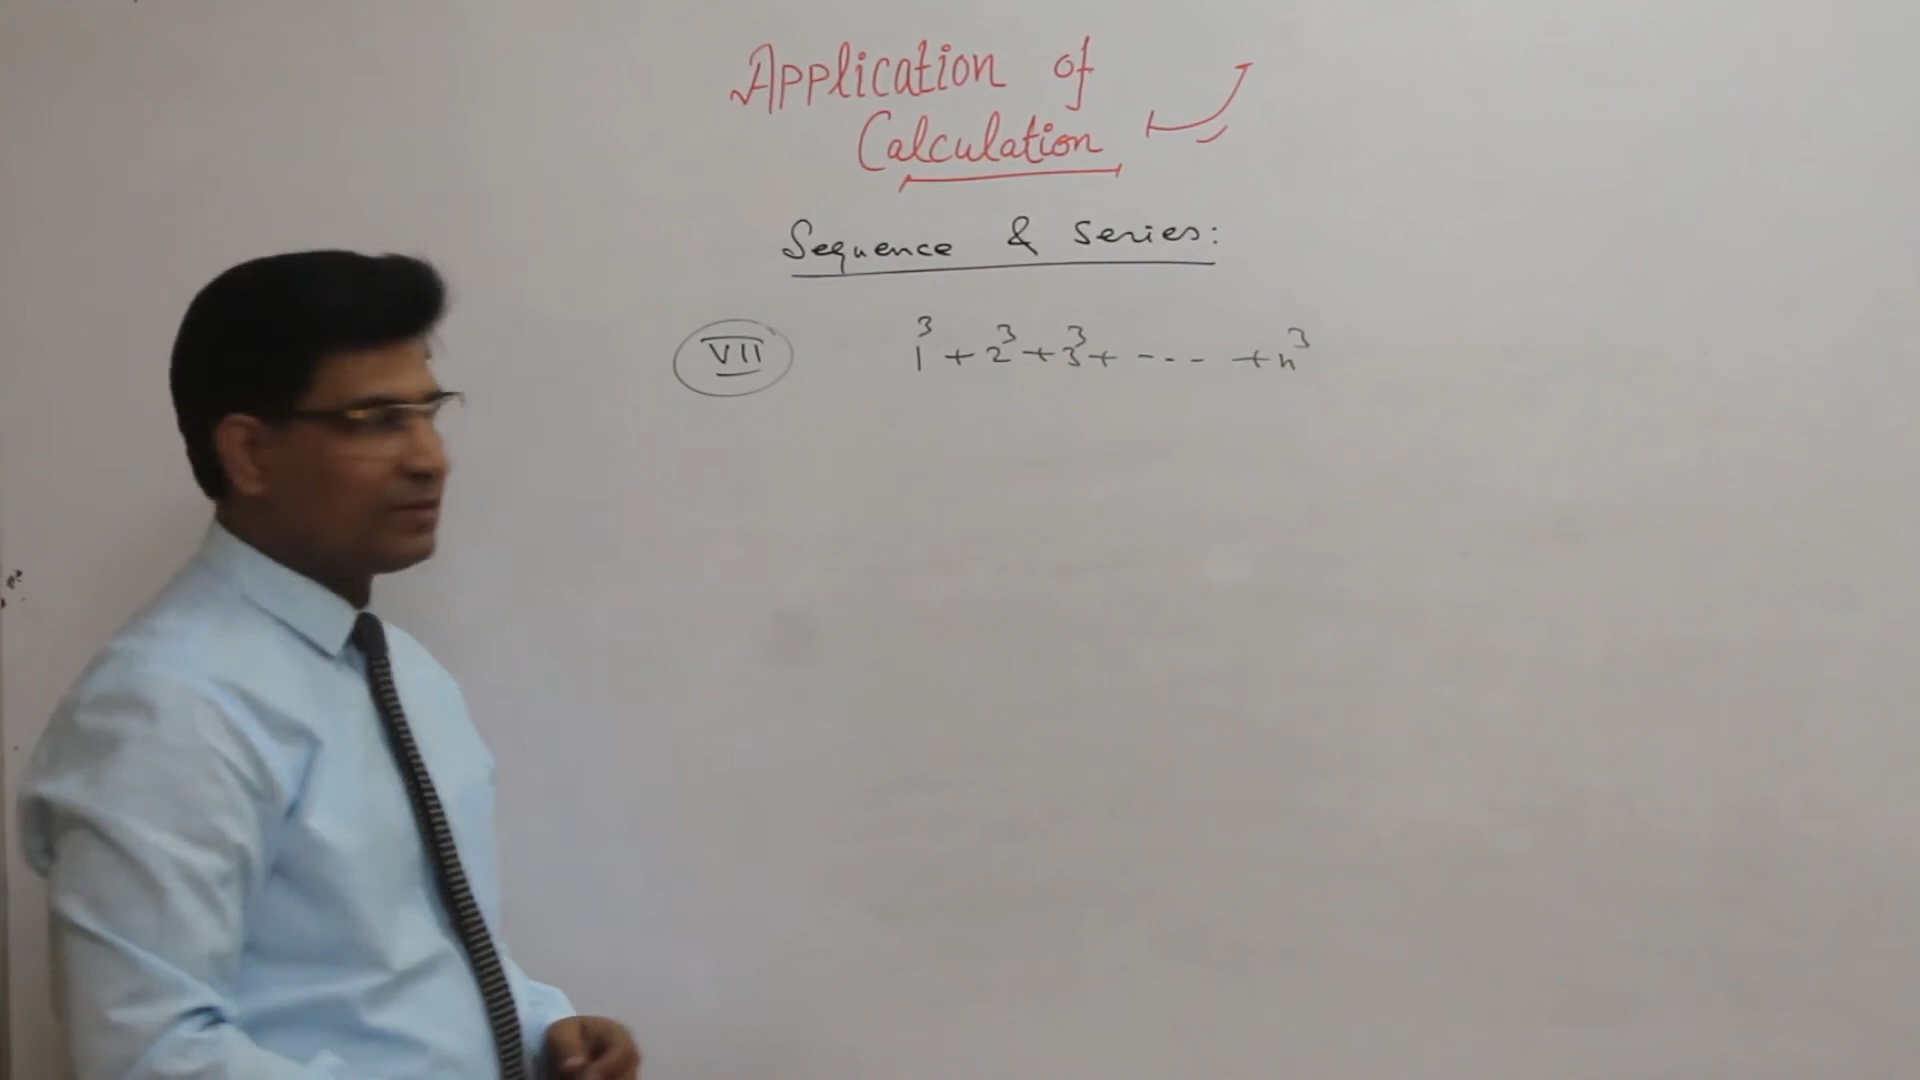 Application of
Calculation
Sequence & Series:
VII 1³ + 2³ + 3³ + ---- + n³